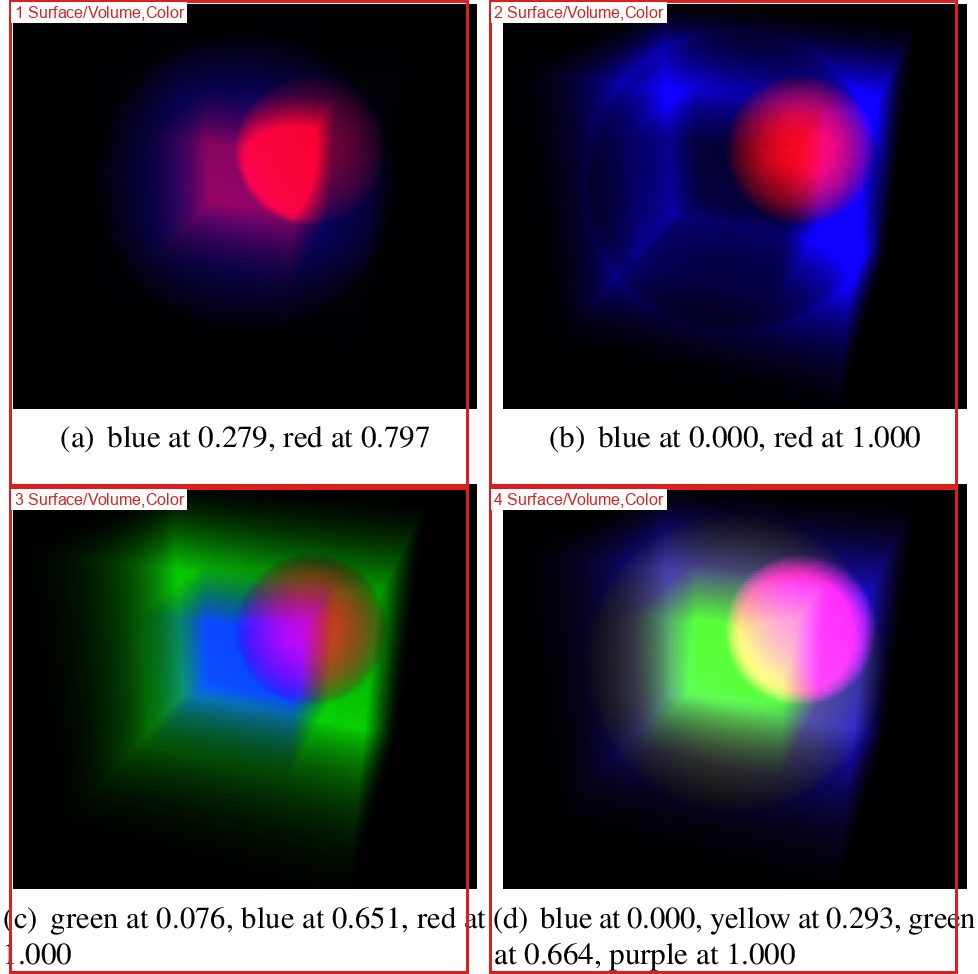 1 Surface/Volume,Color
2 Surface/Volume,Color
(a) blue at 0.279, red at 0.797
(b) blue at 0.000, red at 1.000
3 Surface/Volume,Color
4 Surface/Volume,Color
(c) green at 0.076, blue at 0.651, red at
1.000
(d) blue at 0.000, yellow at 0.293, green
at 0.664, purple at 1.000